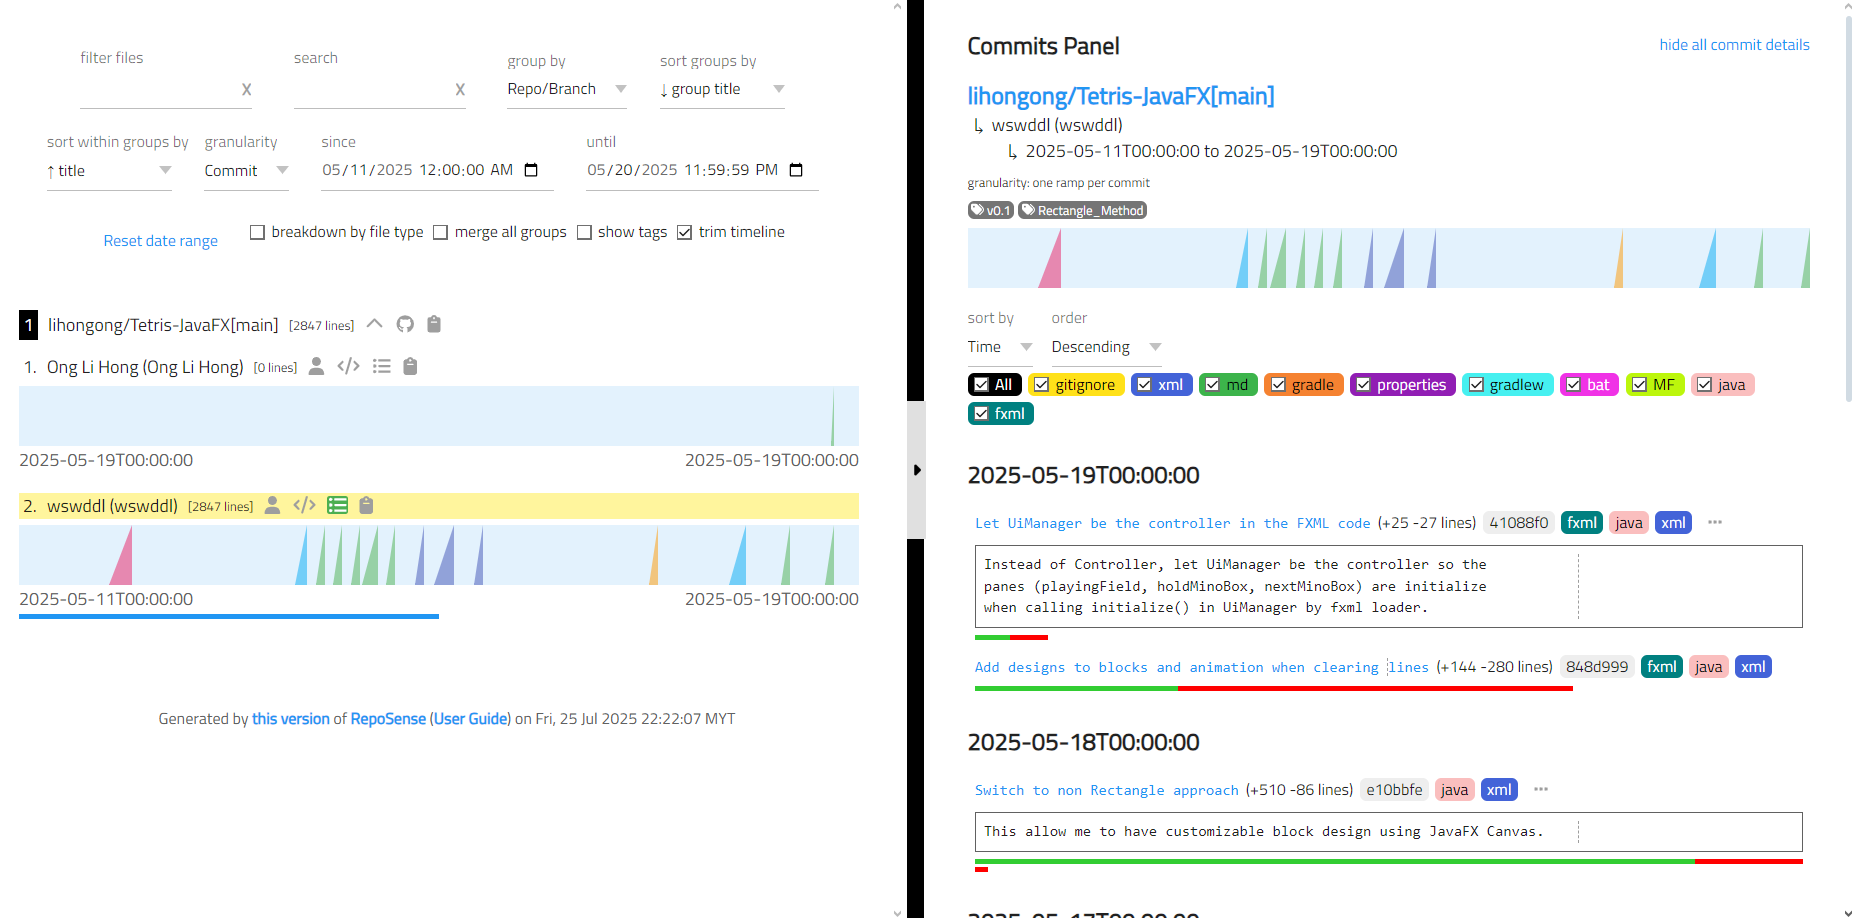 filter files
search
group by
sort groups by
X
X
Repo/Branch
↓ group title
sort within groups by
granularity
since
until
↑ title
Commit
05/11/2025 12:00:00 AM
05/20/2025 11:59:59 PM
Reset date range
breakdown by file type
merge all groups
show tags
trim timeline
1 lihongong/Tetris-JavaFX[main] [2847 lines]
1. Ong Li Hong (Ong Li Hong) [0 lines]
2025-05-19T00:00:00 2025-05-19T00:00:00
2. wswddl (wswddl) [2847 lines]
2025-05-11T00:00:00 2025-05-19T00:00:00
Generated by this version of RepoSense (User Guide) on Fri, 25 Jul 2025 22:22:07 MYT
Commits Panel
hide all commit details
lihongong/Tetris-JavaFX[main]
↳ wswddl (wswddl)
↳ 2025-05-11T00:00:00 to 2025-05-19T00:00:00
granularity: one ramp per commit
v0.1 Rectangle_Method
sort by
order
Time
Descending
All gitignore xml md gradle properties gradlew bat MF java
fxml
2025-05-19T00:00:00
Let UiManager be the controller in the FXML code (+25 -27 lines) 41088f0 fxml java xml ...
Instead of Controller, let UiManager be the controller so the
panes (playingField, holdMinoBox, nextMinoBox) are initialize
when calling initialize() in UiManager by fxml loader.
Add designs to blocks and animation when clearing lines (+144 -280 lines) 848d999 fxml java xml
2025-05-18T00:00:00
Switch to non Rectangle approach (+510 -86 lines) e10bbfe java xml ...
This allow me to have customizable block design using JavaFX Canvas.
2025-05-17T00:00:00